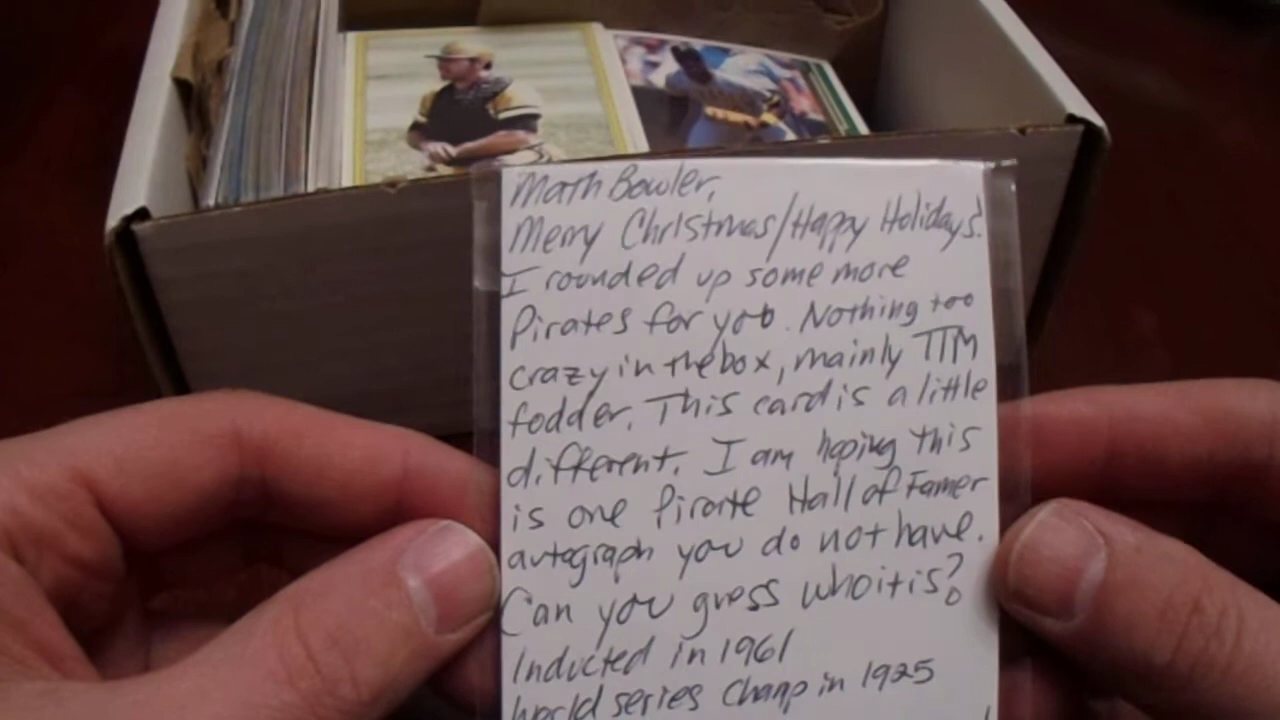 Math Bowler,
Merry Christmas/Happy Holidays!
I rounded up some more
Pirates for you. Nothing too
crazy in the box, mainly TTM
fodder. This card is a little
different. I am hoping this
is one Pirate Hall of Famer
autograph you do not have.
Can you guess who it is?
Inducted in 1961
World series Champ in 1925